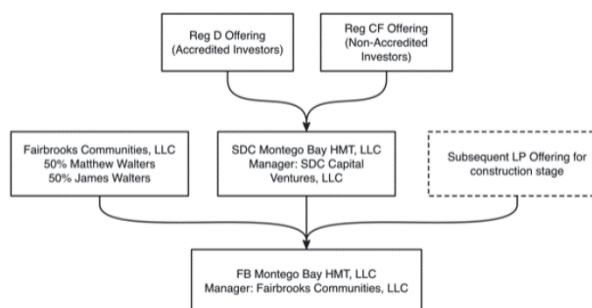 Reg D Offering
(Accredited Investors)
Reg CF Offering
(Non-Accredited
Investors)
Fairbrooks Communities, LLC
50% Matthew Walters
50% James Walters
SDC Montego Bay HMT, LLC
Manager: SDC Capital
Ventures, LLC
Subsequent LP Offering for
construction stage
FB Montego Bay HMT, LLC
Manager: Fairbrooks Communities, LLC